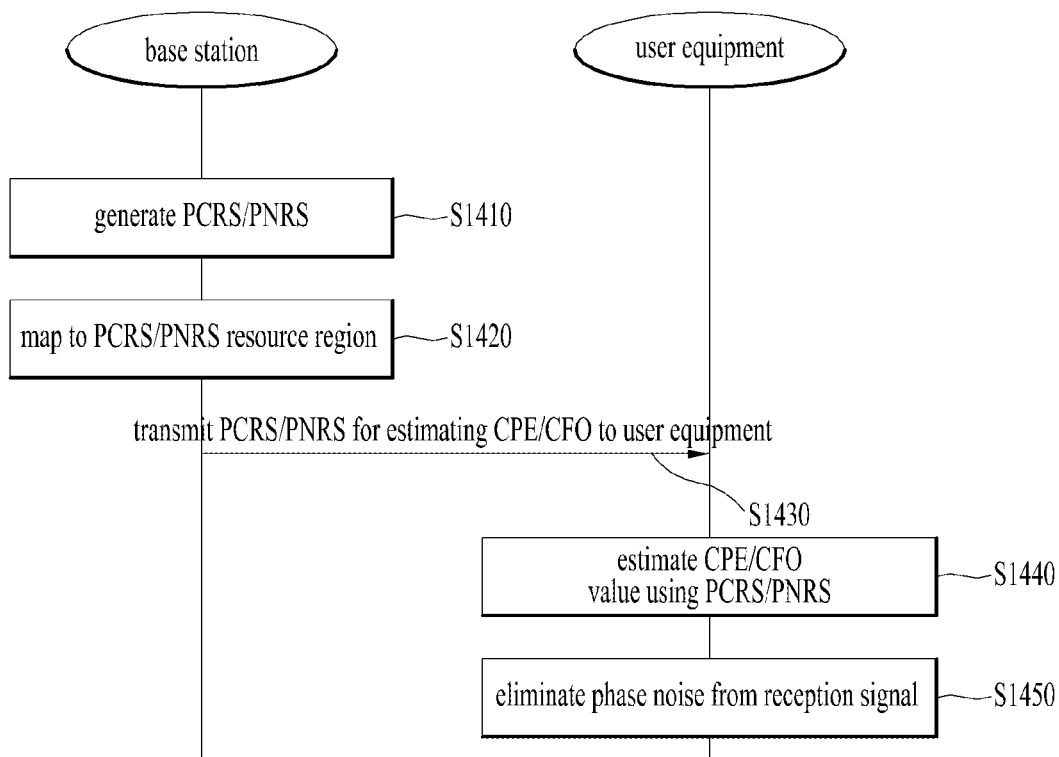 base station
user equipment
generate PCRS/PNRS
S1410
map to PCRS/PNRS resource region
S1420
transmit PCRS/PNRS for estimating CPE/CFO to user equipment
S1430
estimate CPE/CFO
value using PCRS/PNRS
S1440
eliminate phase noise from reception signal
S1450